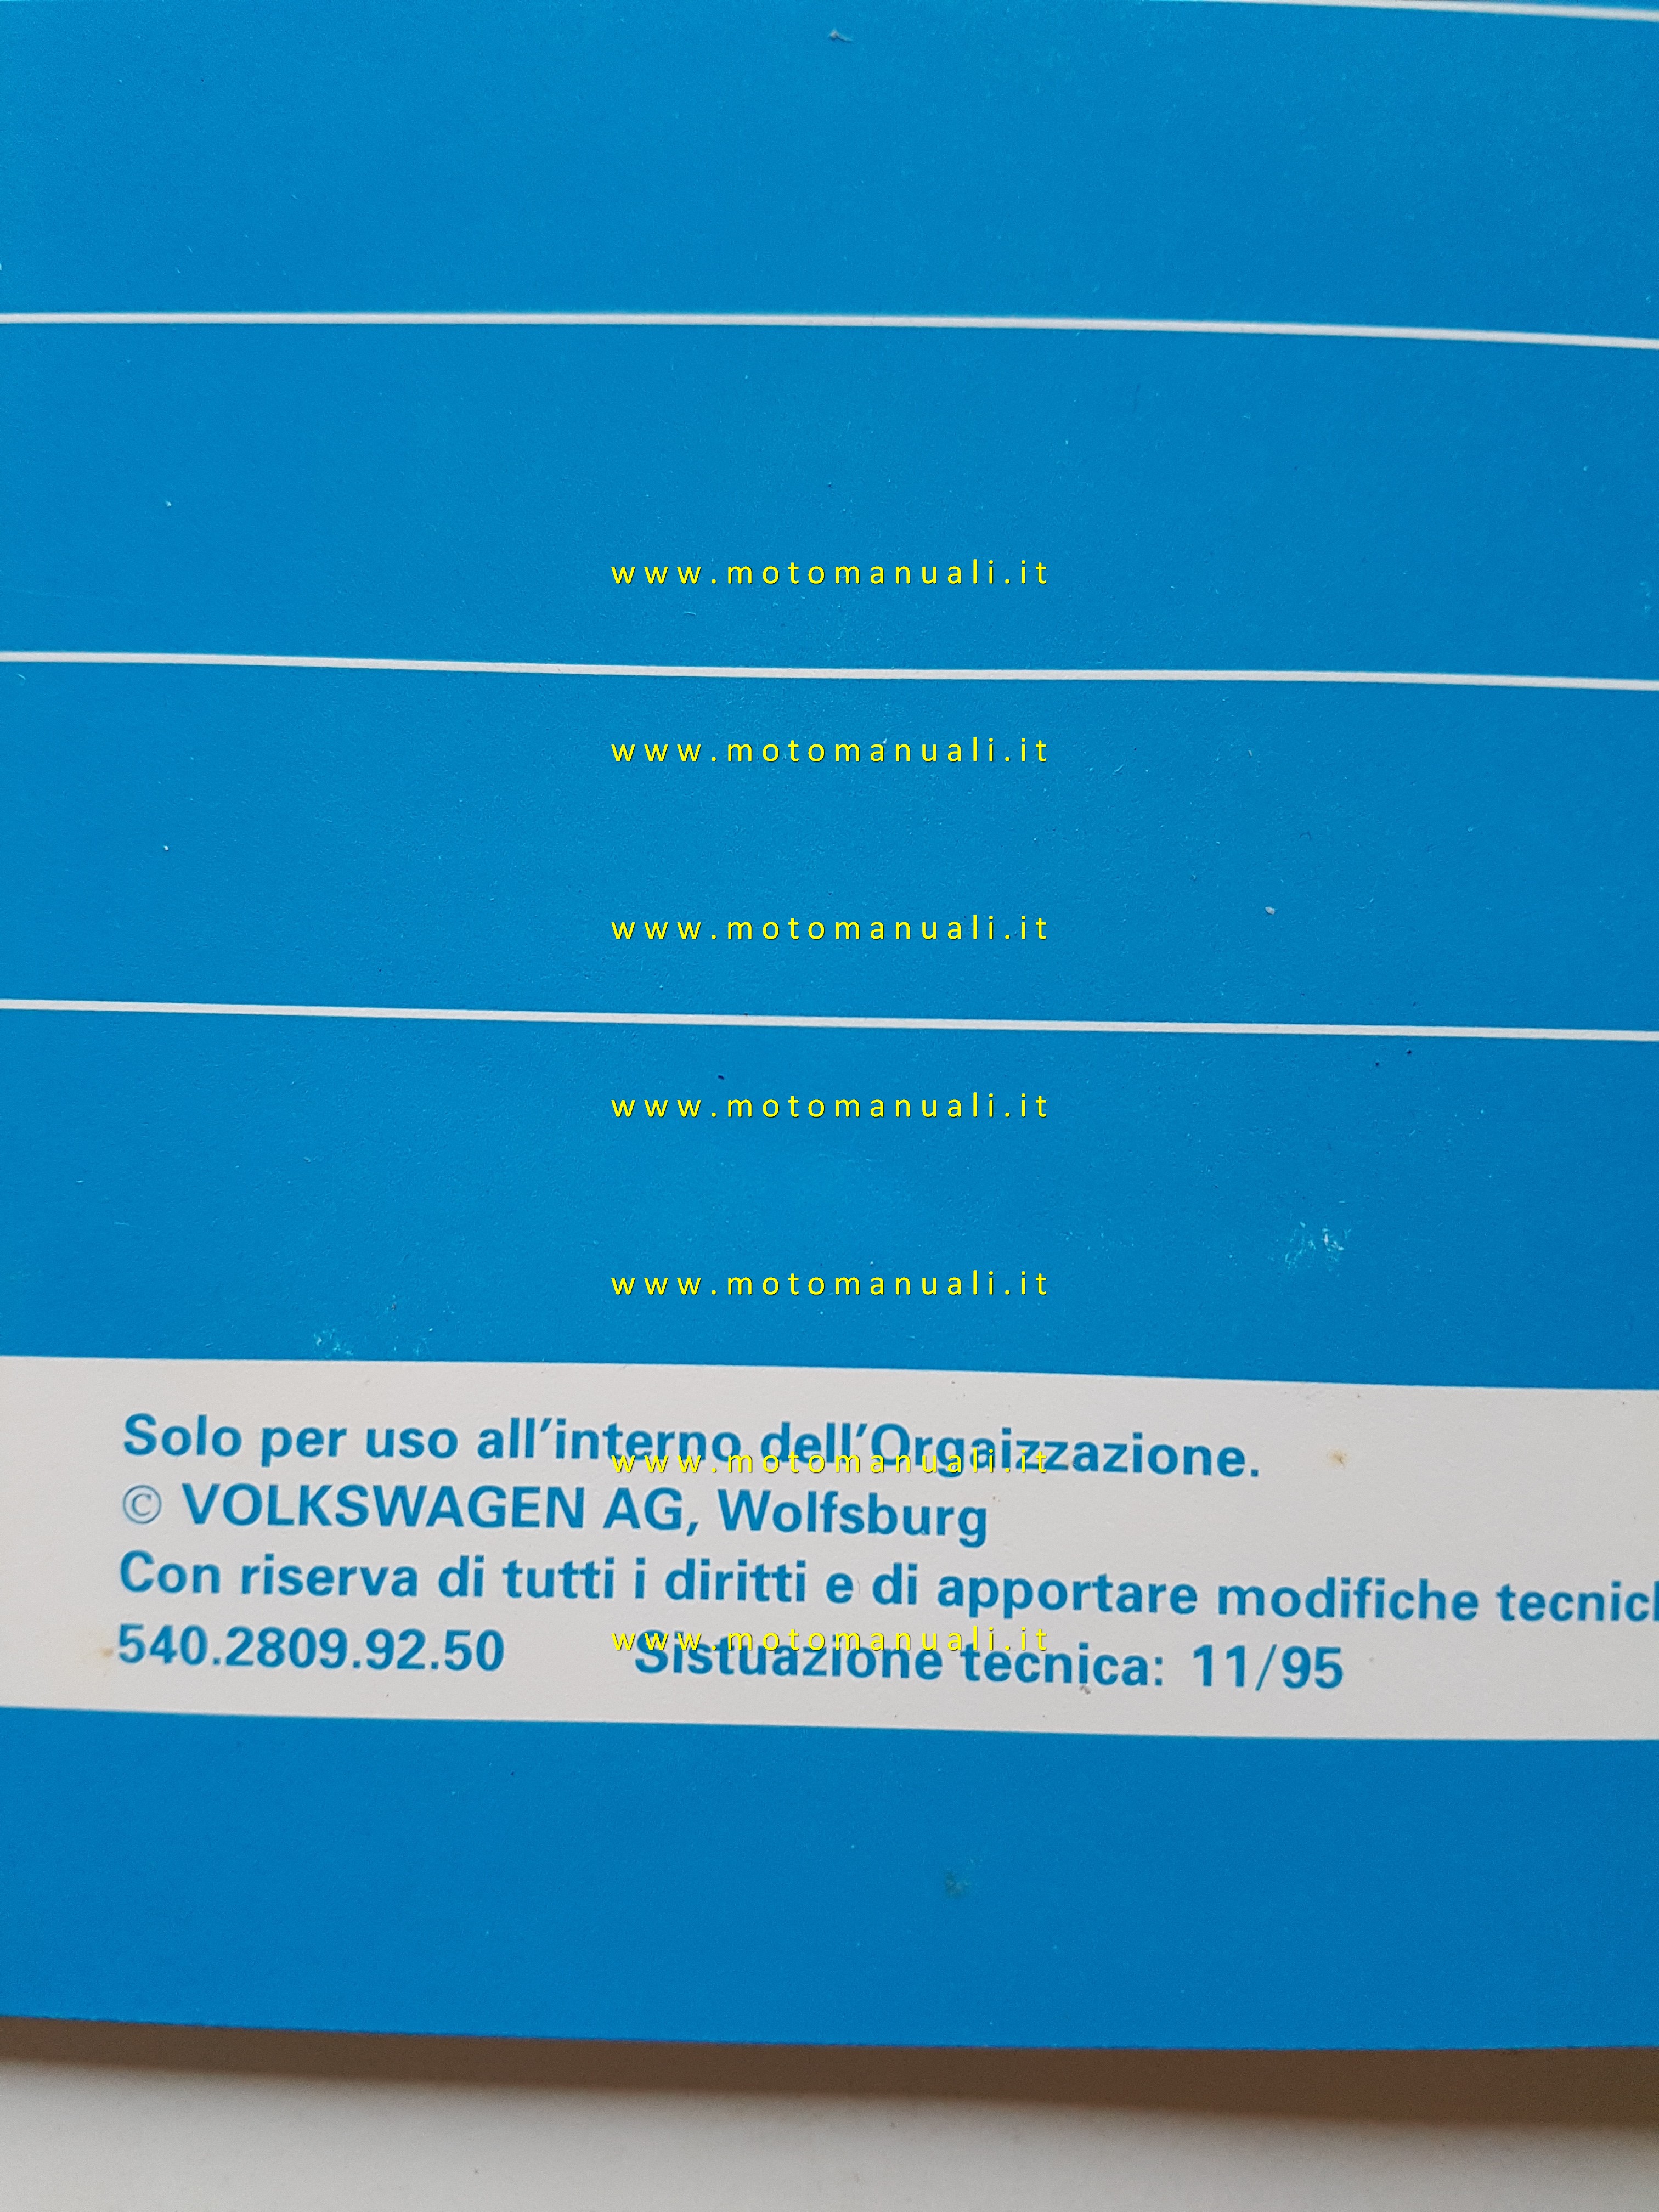 www.motomanuali.it
www.motomanuali.it
www.motomanuali.it
www.motomanuali.it
www.motomanuali.it
Solo per uso all’interno dell’Orgaizzazione.
www.motomanuali.it
© VOLKSWAGEN AG, Wolfsburg
Con riserva di tutti i diritti e di apportare modifiche
www.motomanuali.it
540.2809.92.50 Sistuazione tecnica: 11/95